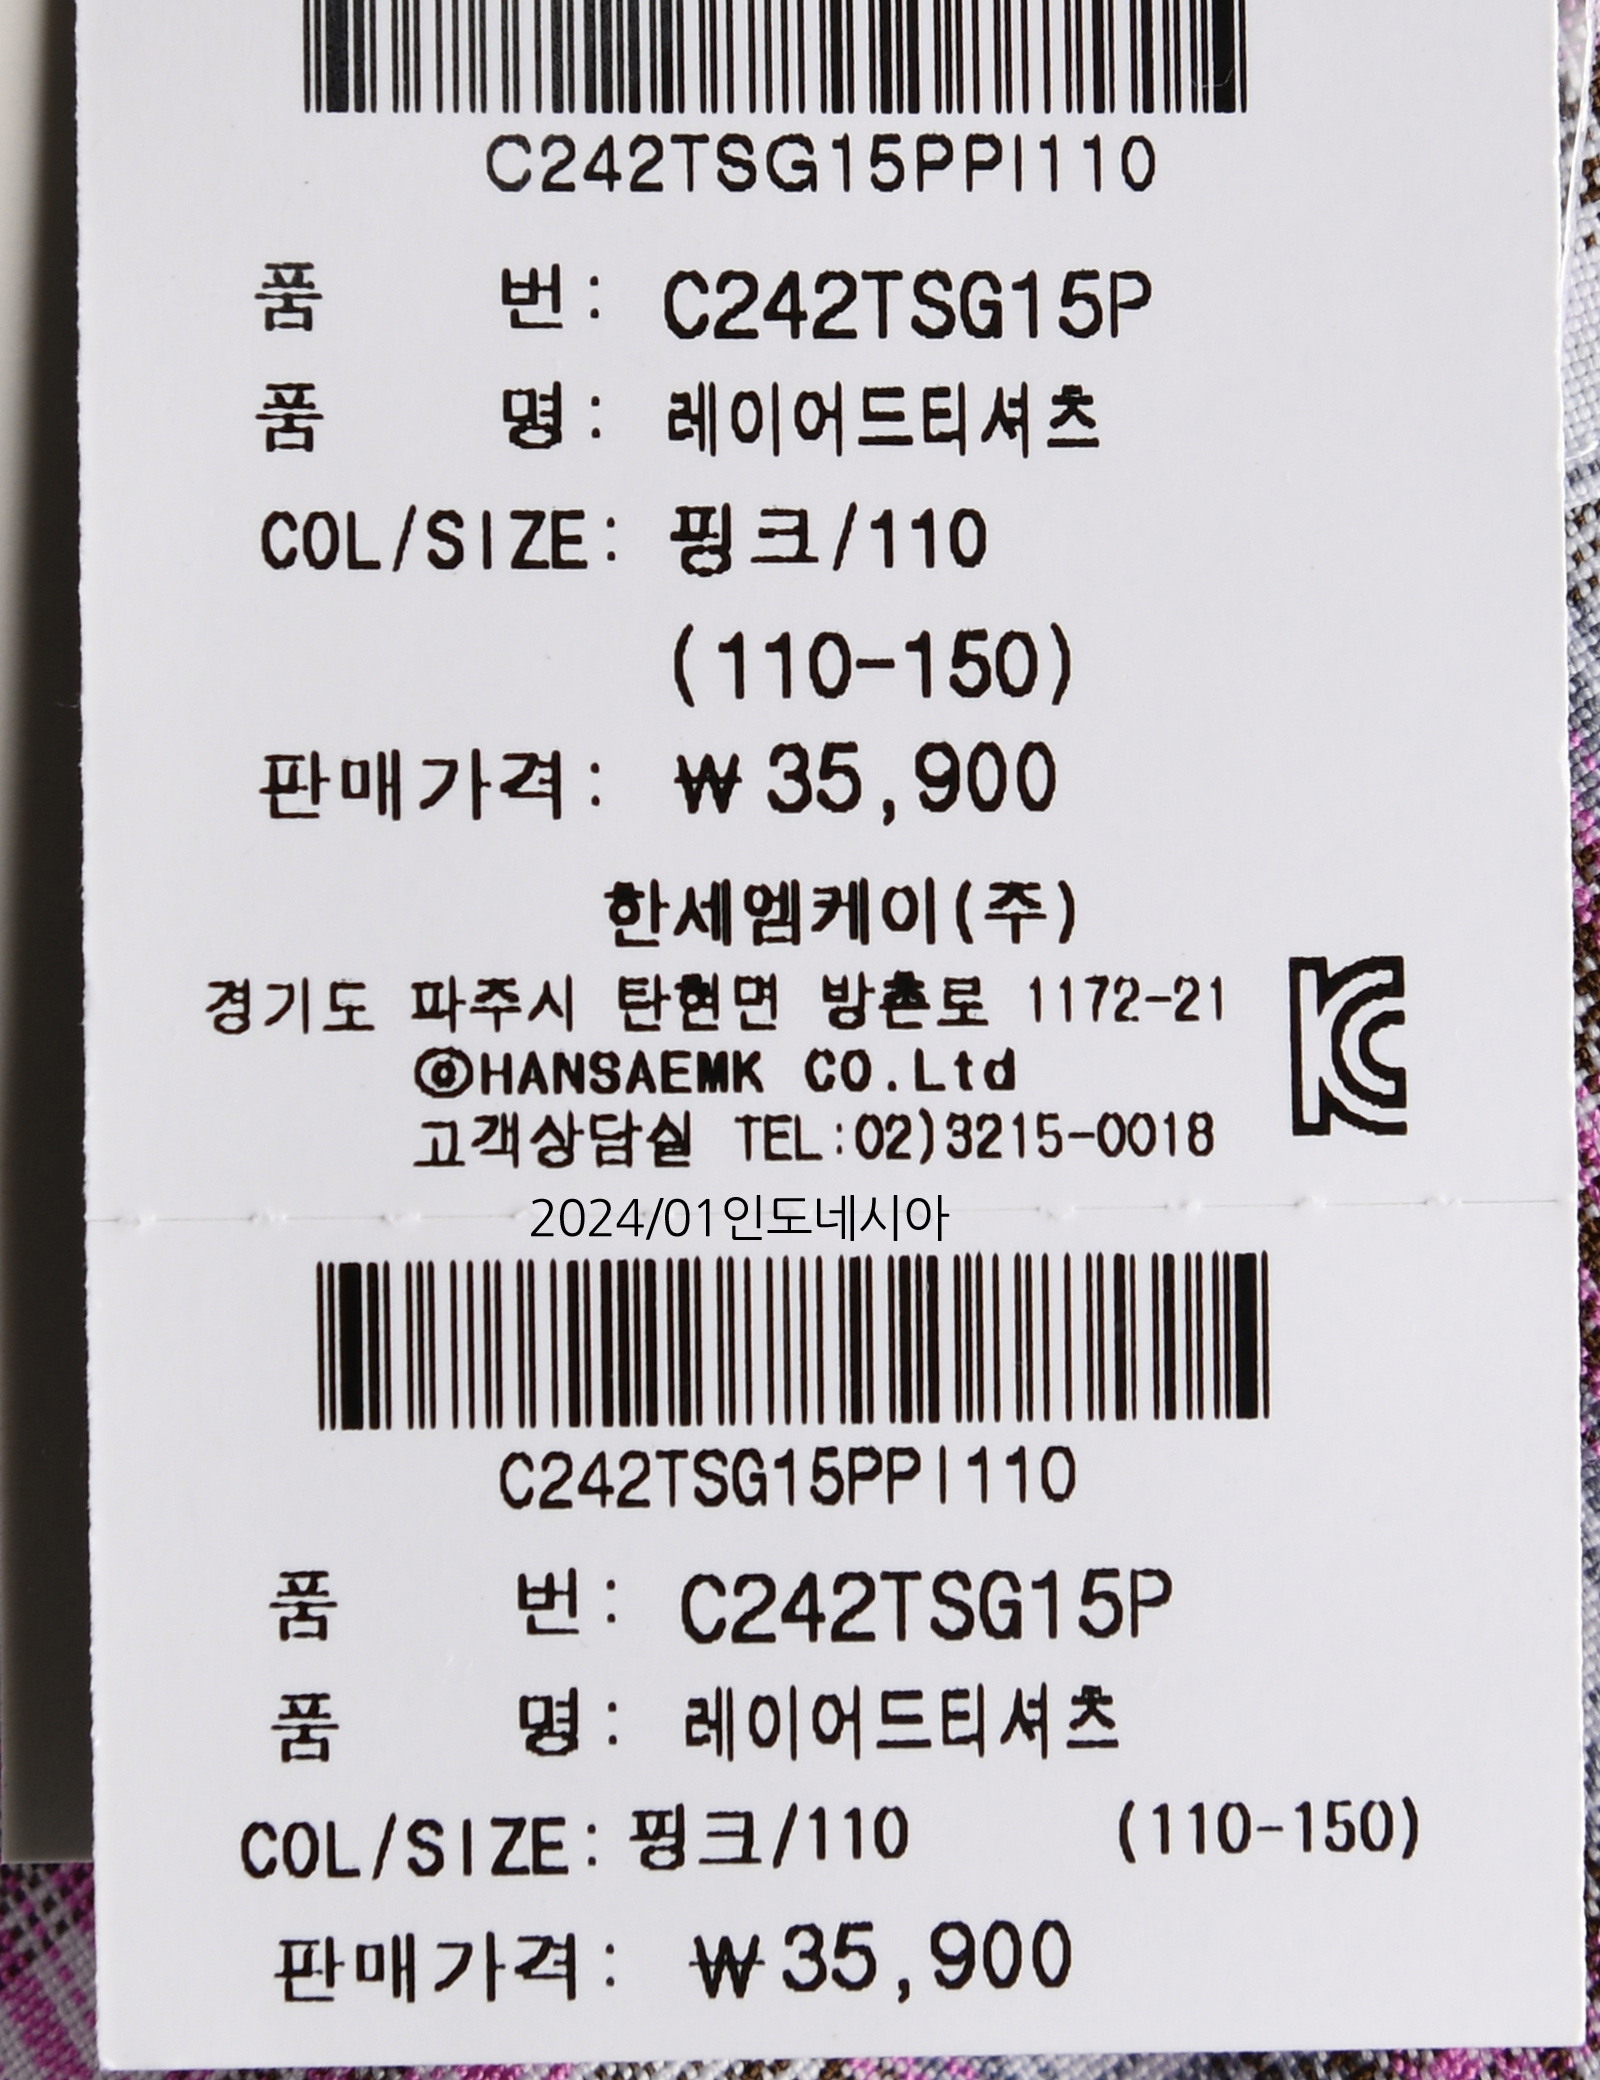 C242TSG15PPI110
품 번: C242TSG15P
품 명: 레이어드티셔츠
COL/SIZE: 핑크/110
(110-150)
판매가격: ₩35,900
한세엠케이(주)
경기도 파주시 탄현면 방촌로 1172-21
ⓒHANSAEMK CO.Ltd
고객상담실 TEL:02)3215-0018
2024/01인도네시아
C242TSG15PPI110
품 번: C242TSG15P
품 명: 레이어드티셔츠
COL/SIZE: 핑크/110 (110-150)
판매가격: ₩35,900